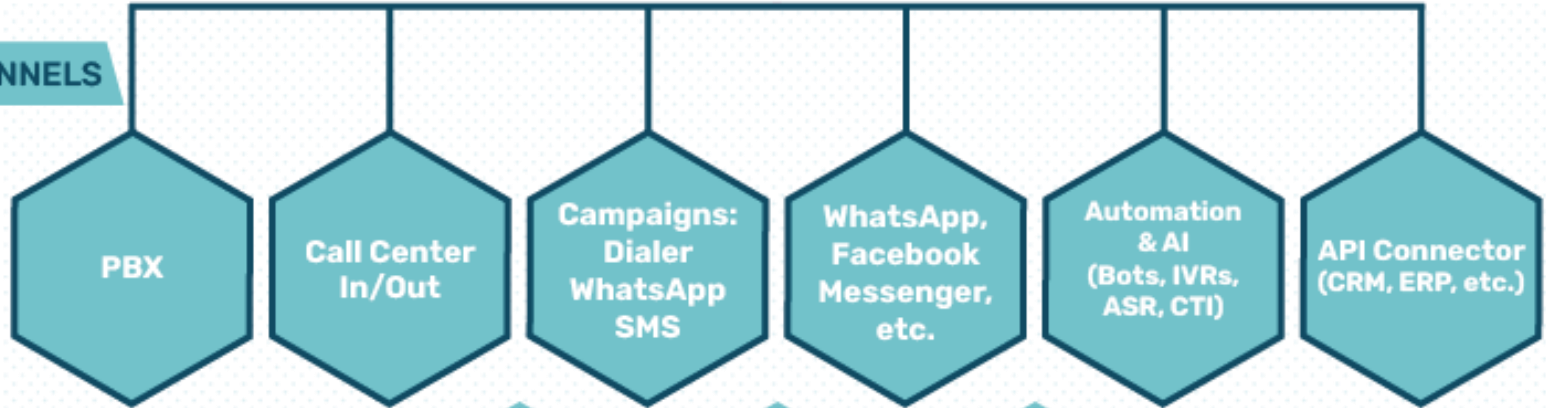 NNELS
PBX
Call Center
In/Out
Campaigns:
Dialer
WhatsApp
SMS
WhatsApp,
Facebook
Messenger,
etc.
Automation
& AI
(Bots, IVRs,
ASR, CTI)
API Connector
(CRM, ERP, etc.)